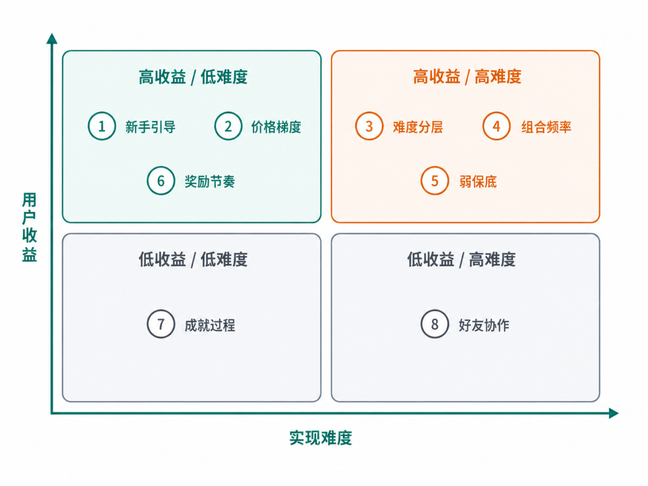 高收益 / 低难度
1 新手引导
2 价格梯度
6 奖励节奏
高收益 / 高难度
3 难度分层
4 组合频率
5 弱保底
低收益 / 低难度
7 成就过程
低收益 / 高难度
8 好友协作
用户收益
实现难度